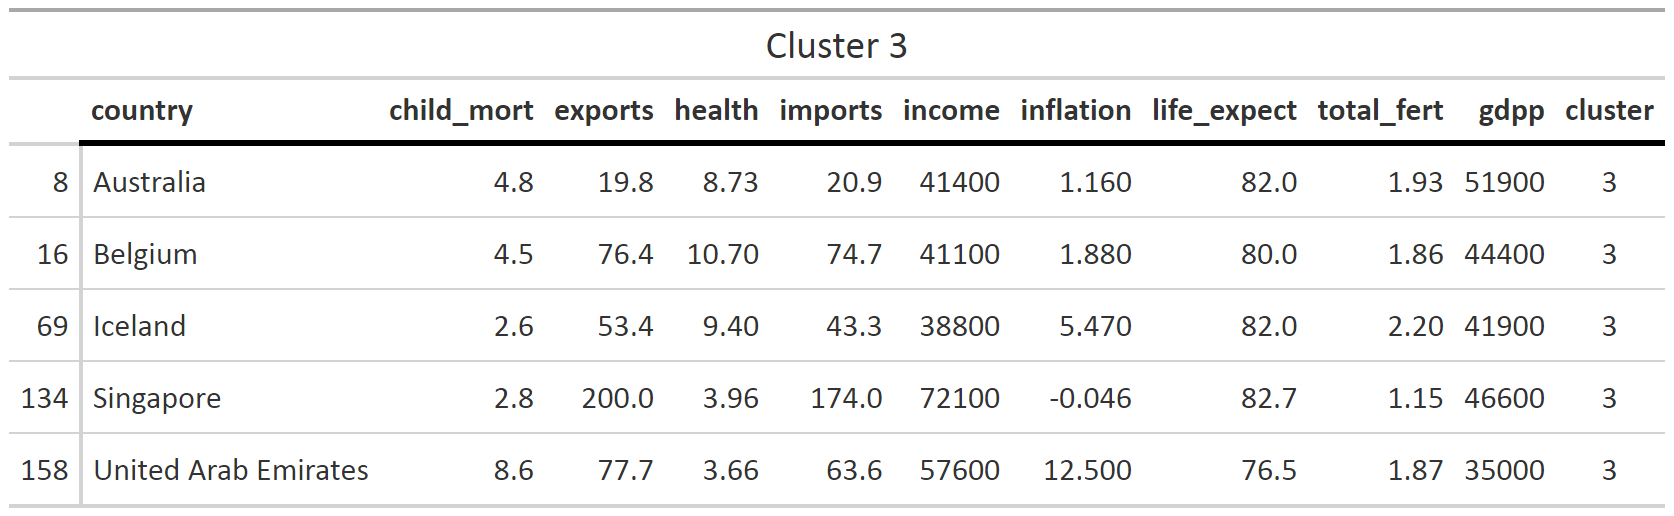 Cluster 3
country child_mort exports health imports income inflation life_expect total_fert gdpp cluster
8 Australia 4.8 19.8 8.73 20.9 41400 1.160 82.0 1.93 51900 3
16 Belgium 4.5 76.4 10.70 74.7 41100 1.880 80.0 1.86 44400 3
69 Iceland 2.6 53.4 9.40 43.3 38800 5.470 82.0 2.20 41900 3
134 Singapore 2.8 200.0 3.96 174.0 72100 -0.046 82.7 1.15 46600 3
158 United Arab Emirates 8.6 77.7 3.66 63.6 57600 12.500 76.5 1.87 35000 3